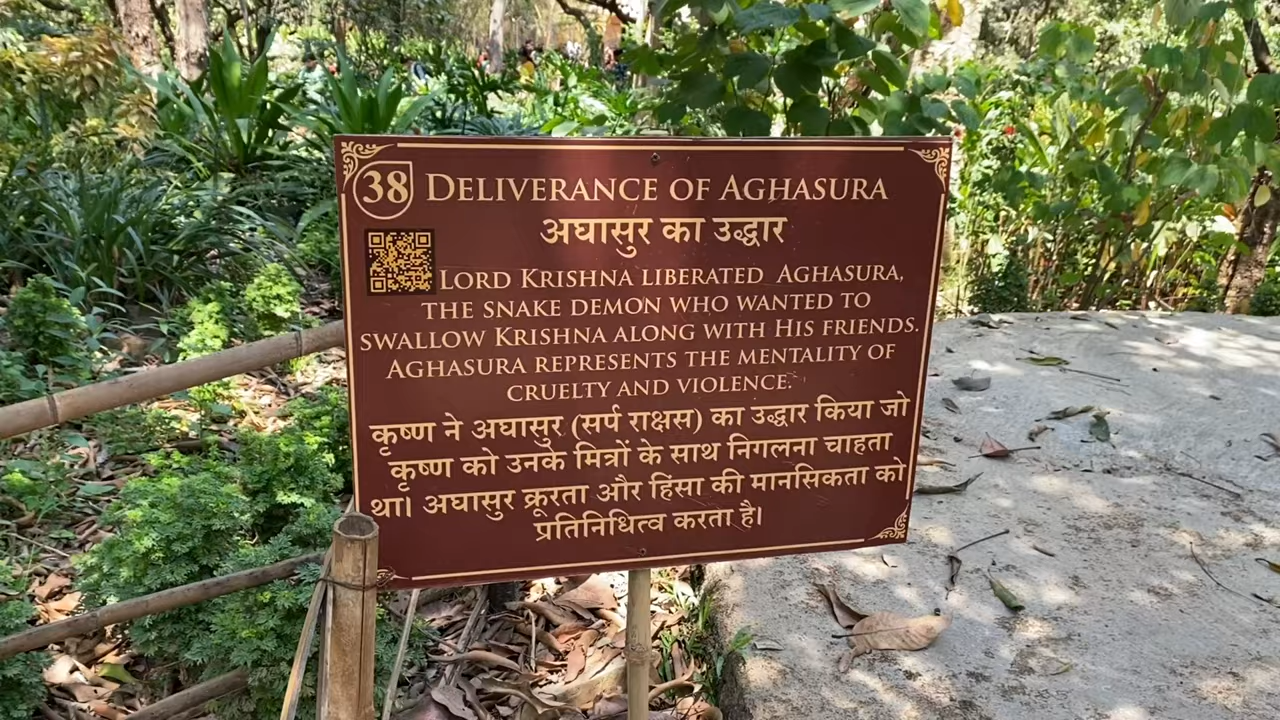 38 DELIVERANCE OF AGHASURA
अघासुर का उद्धार
LORD KRISHNA LIBERATED AGHASURA,
THE SNAKE DEMON WHO WANTED TO
SWALLOW KRISHNA ALONG WITH HIS FRIENDS.
AGHASURA REPRESENTS THE MENTALITY OF
CRUELTY AND VIOLENCE.
कृष्ण ने अघासुर (सर्प राक्षस) का उद्धार किया जो
कृष्ण को उनके मित्रों के साथ निगलना चाहता
था। अघासुर क्रूरता और हिंसा की मानसिकता को
प्रतिनिधित्व करता है।